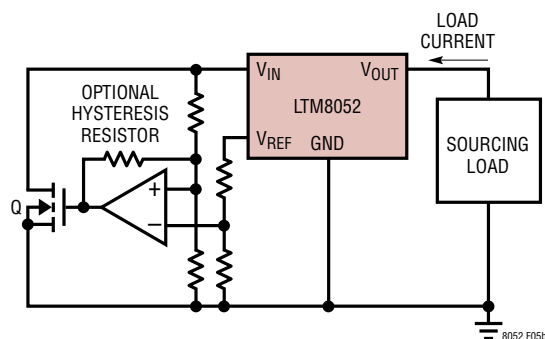 LOAD
CURRENT
OPTIONAL
HYSTERESIS
RESISTOR
VIN
VOUT
LTM8052
VREF
GND
SOURCING
LOAD
Q
+
−
8052 F05b